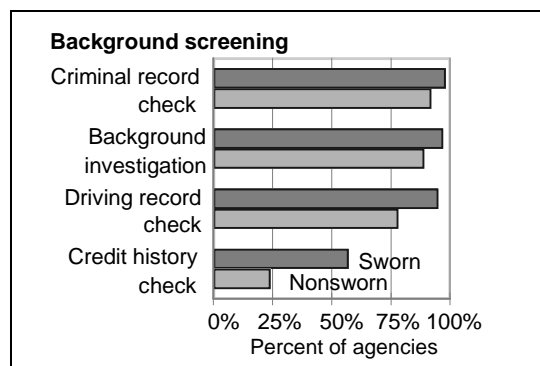 Background screening
Criminal record
check
Background
investigation
Driving record
check
Credit history
check
Sworn
Nonsworn
0% 25% 50% 75% 100%
Percent of agencies